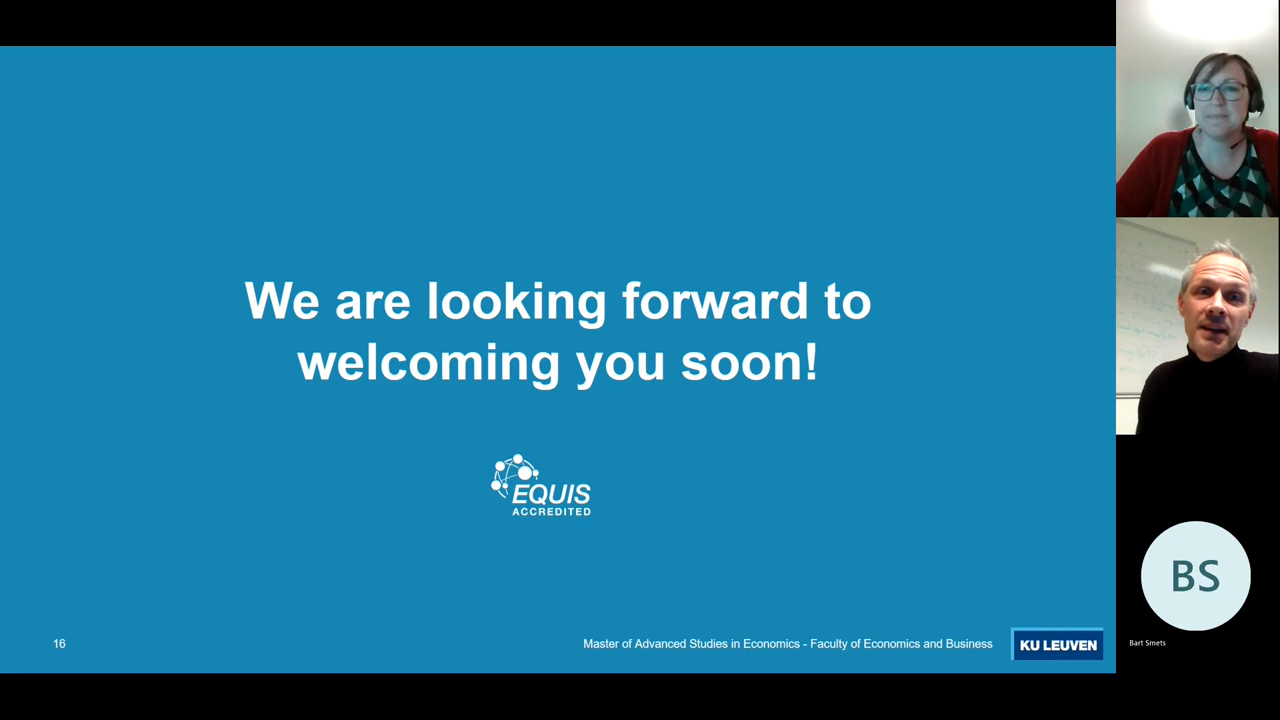 We are looking forward to
welcoming you soon!
EQUIS
ACCREDITED
16
Master of Advanced Studies in Economics - Faculty of Economics and Business
KU LEUVEN
BS
Bart Smets